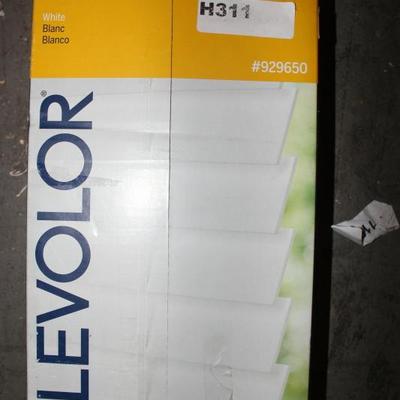 White
Blanc
Blanco
H311
#929650
LEVOLOR®